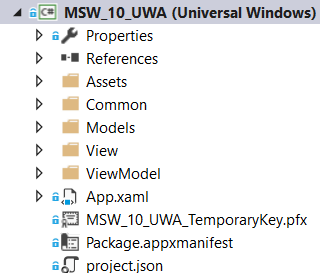 C# MSW_10_UWA (Universal Windows)
Properties
References
Assets
Common
Models
View
ViewModel
App.xaml
MSW_10_UWA_TemporaryKey.pfx
Package.appxmanifest
project.json